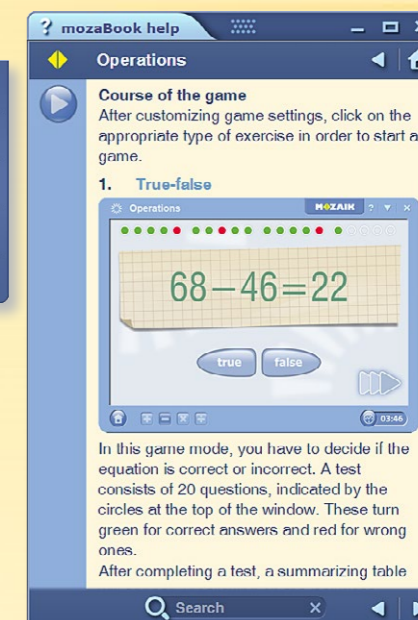 ? mozaBook help
Operations
Course of the game
After customizing game settings, click on the
appropriate type of exercise in order to start a
game.
1. True-false
Operations MOZAIK ?
68−46=22
true false
03:46
In this game mode, you have to decide if the
equation is correct or incorrect. A test
consists of 20 questions, indicated by the
circles at the top of the window. These turn
green for correct answers and red for wrong
ones.
After completing a test, a summarizing table
Search